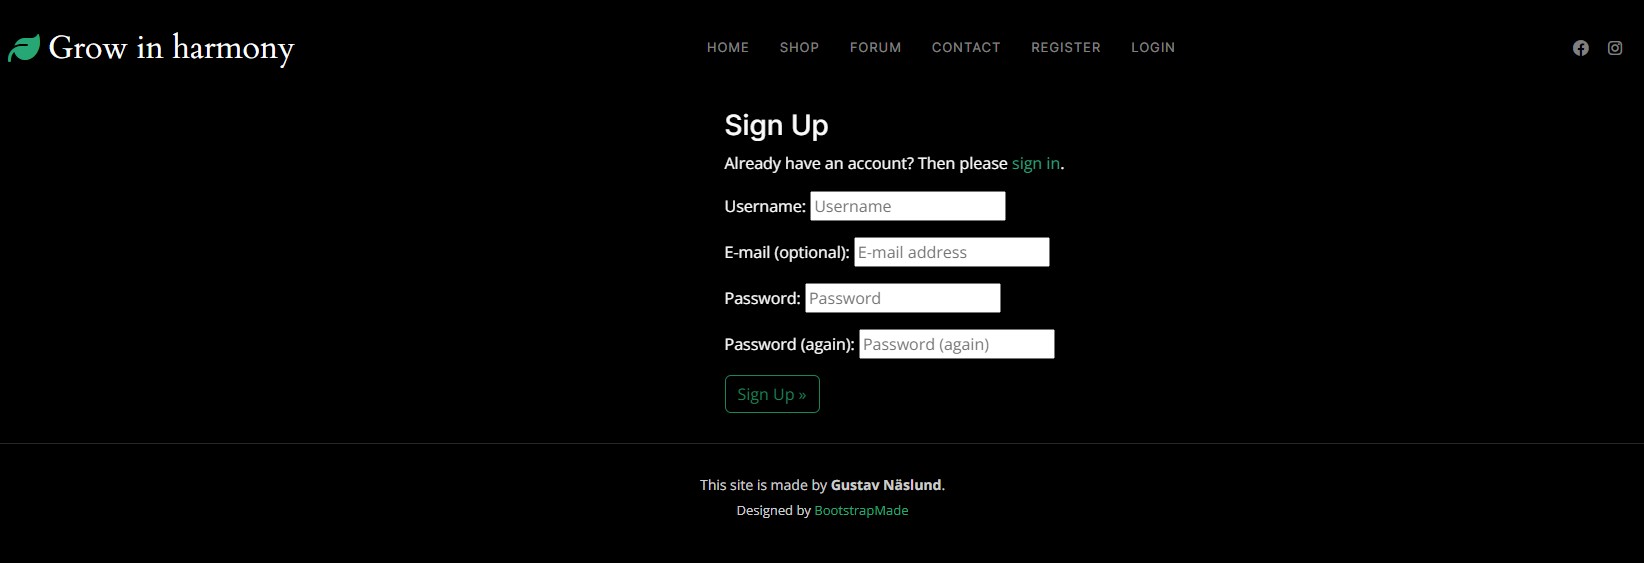 Grow in harmony
HOME SHOP FORUM CONTACT REGISTER LOGIN
Sign Up
Already have an account? Then please sign in.
Username: Username
E-mail (optional): E-mail address
Password: Password
Password (again): Password (again)
Sign Up »
This site is made by Gustav Näslund.
Designed by BootstrapMade